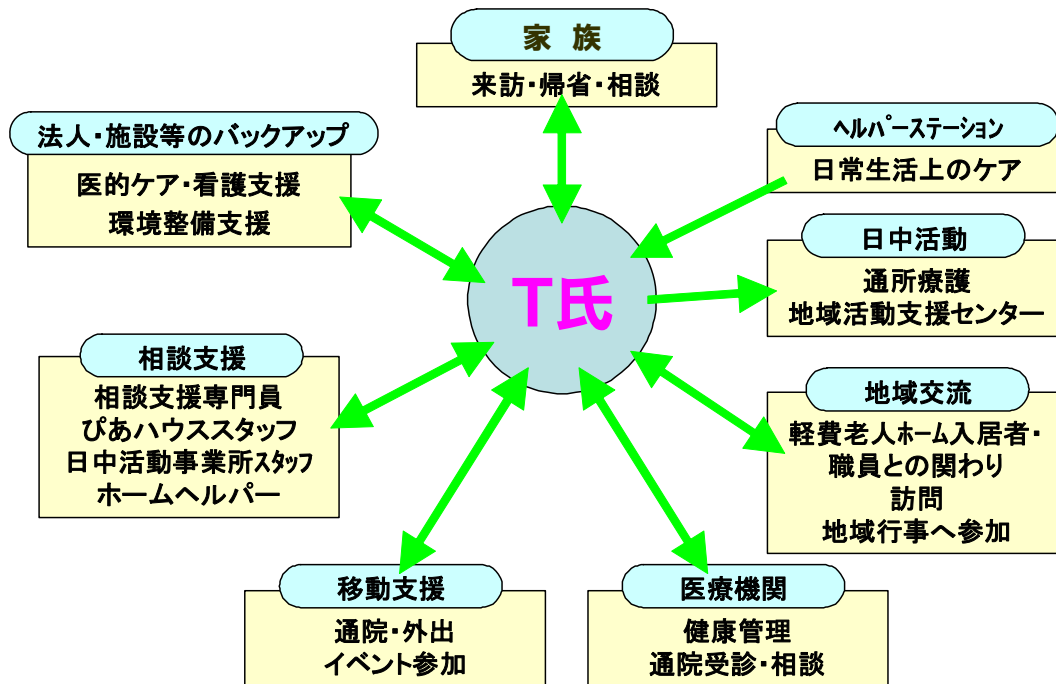 家 族
来訪・帰省・相談
法人・施設等のバックアップ
医的ケア・看護支援
環境整備支援
ヘルパーステーション
日常生活上のケア
日中活動
通所療護
地域活動支援センター
T氏
相談支援
相談支援専門員
ぴあハウススタッフ
日中活動事業所スタッフ
ホームヘルパー
地域交流
軽費老人ホーム入居者・
職員との関わり
訪問
地域行事へ参加
移動支援
通院・外出
イベント参加
医療機関
健康管理
通院受診・相談